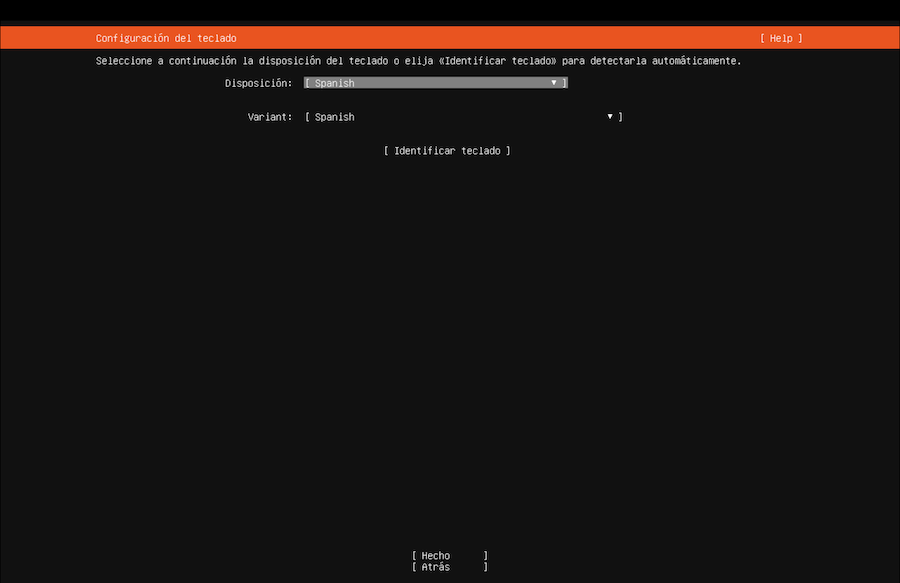 Configuración del teclado [ Help ]
Seleccione a continuación la disposición del teclado o elija «Identificar teclado» para detectarla automáticamente.
Disposición: [ Spanish ▼ ]
Variant: [ Spanish ▼ ]
[ Identificar teclado ]
[ Hecho ]
[ Atrás ]